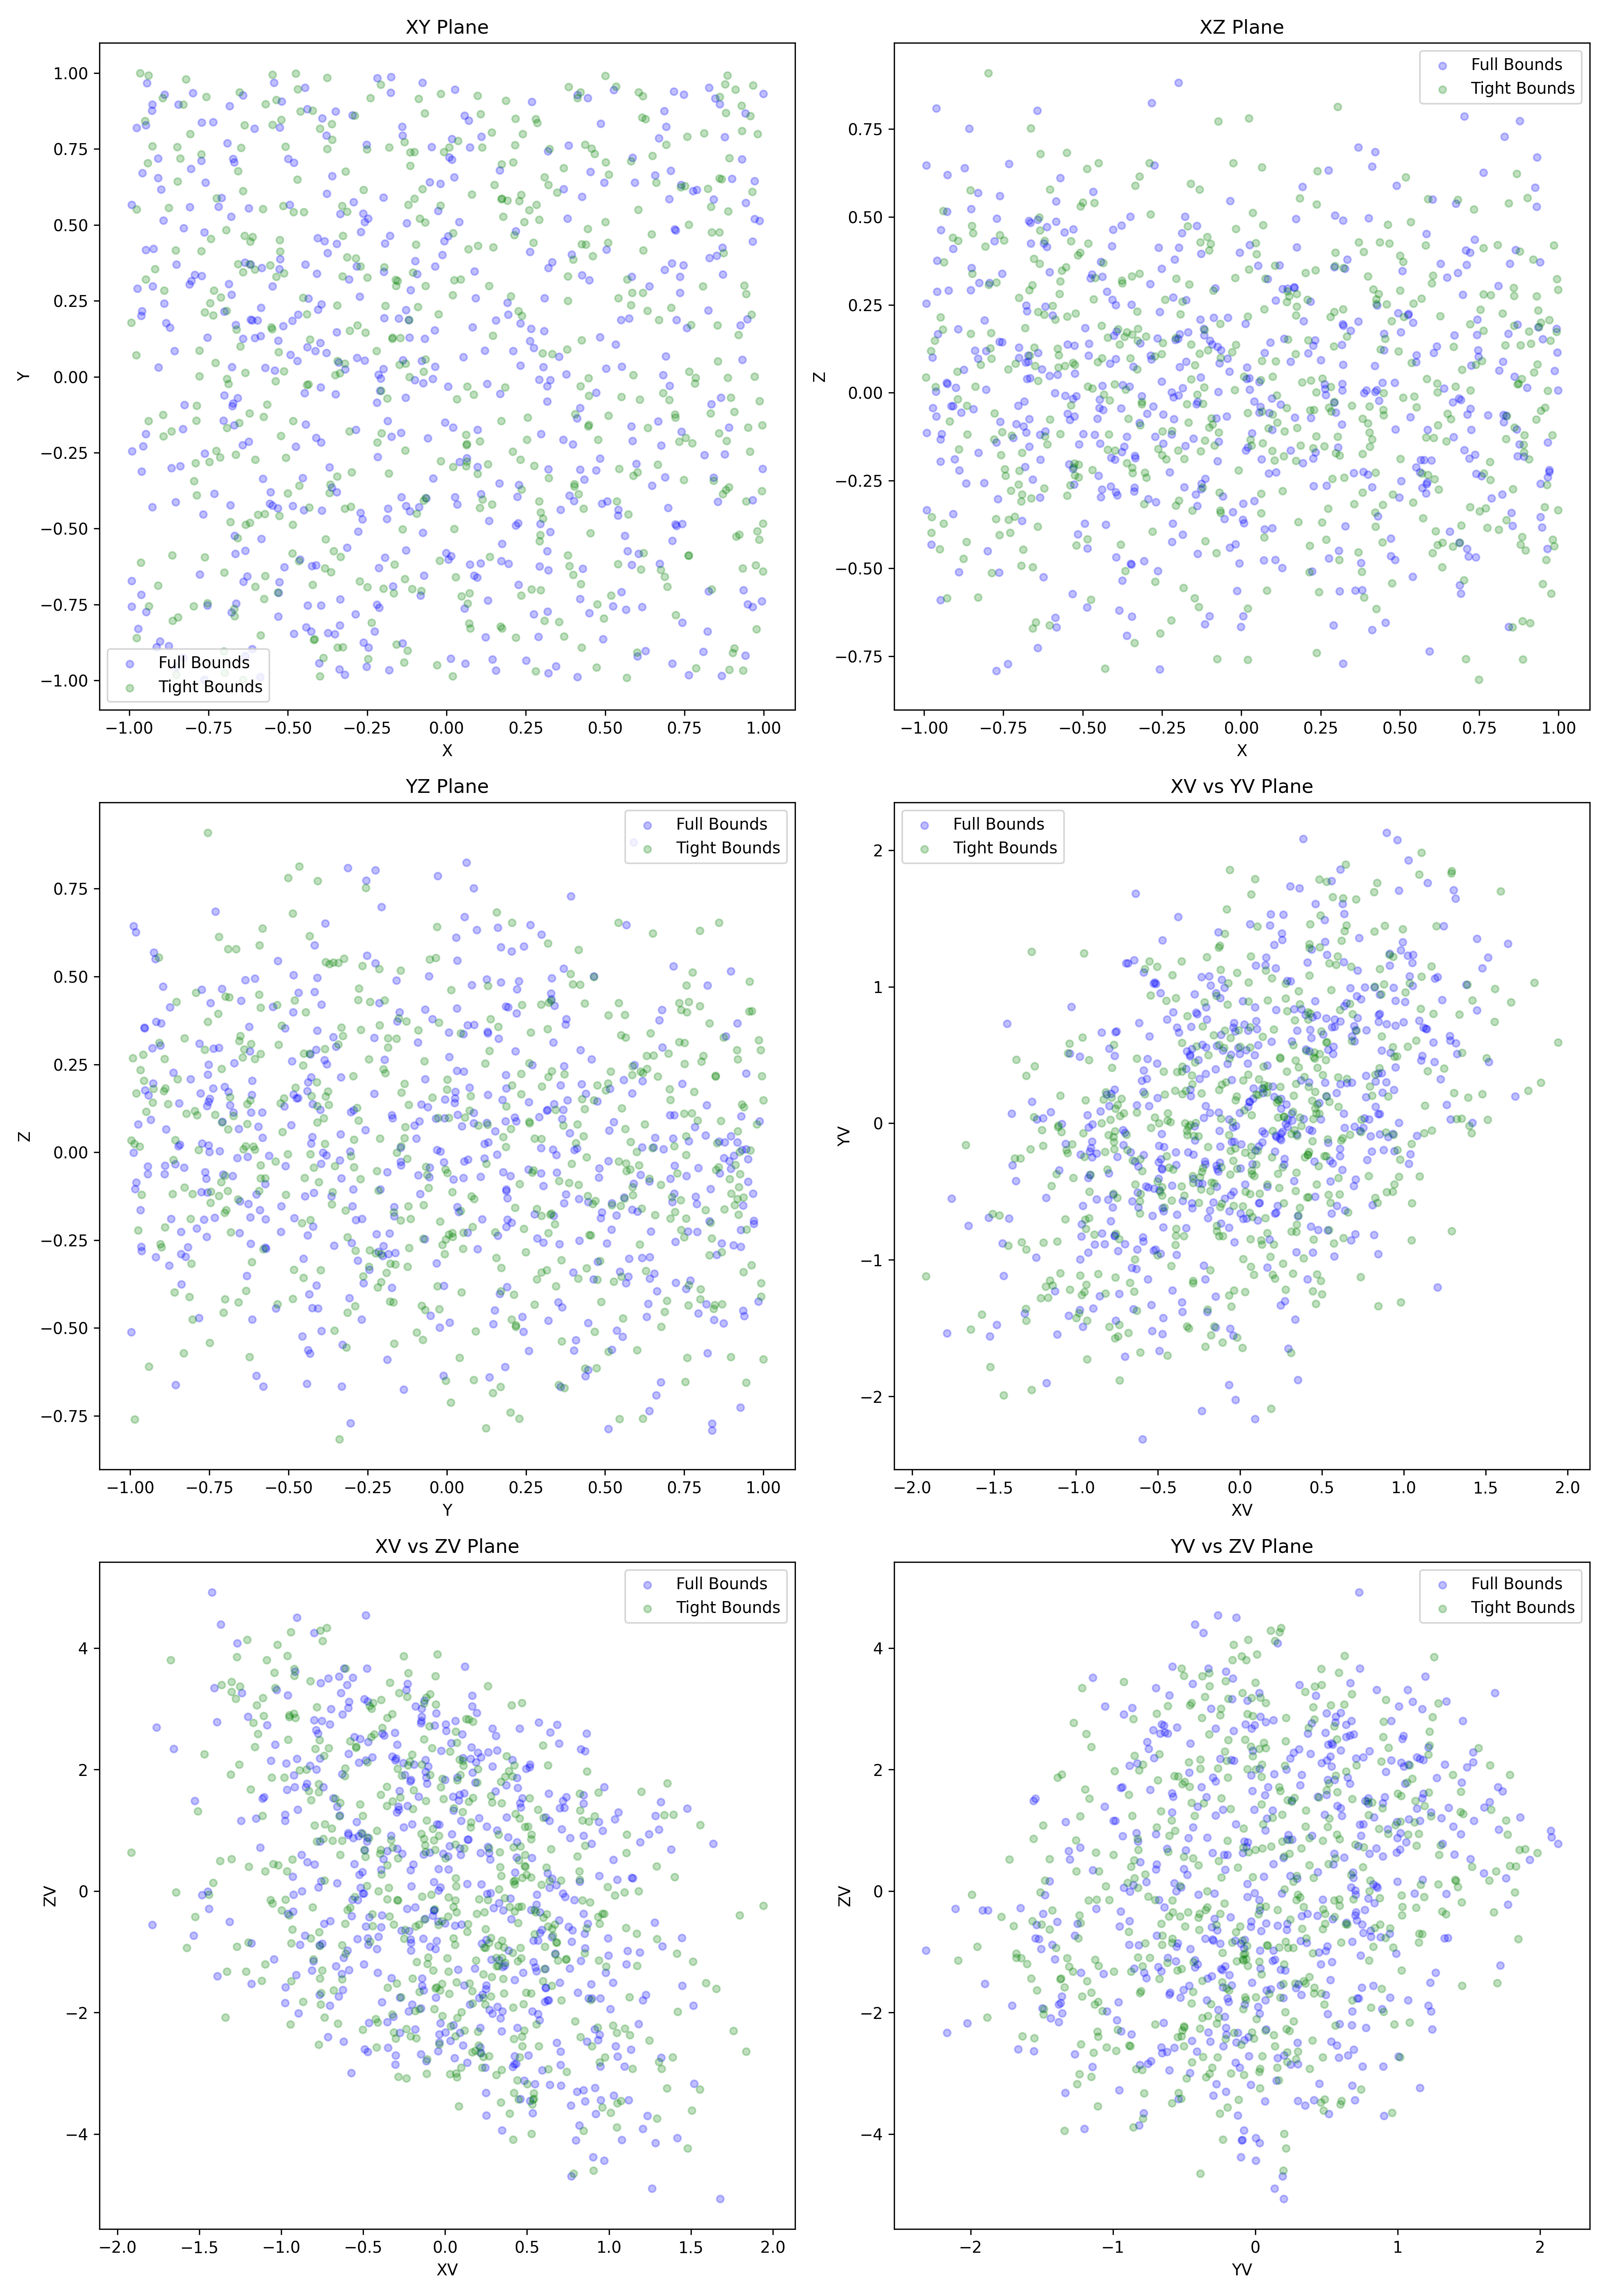 XY Plane
1.00
0.75
0.50
0.25
0.00
−0.25
−0.50
−0.75
−1.00
Y
Full Bounds
Tight Bounds
−1.00 −0.75 −0.50 −0.25 0.00 0.25 0.50 0.75 1.00
X
XZ Plane
Full Bounds
Tight Bounds
0.75
0.50
0.25
0.00
−0.25
−0.50
−0.75
Z
−1.00 −0.75 −0.50 −0.25 0.00 0.25 0.50 0.75 1.00
X
YZ Plane
Full Bounds
Tight Bounds
0.75
0.50
0.25
0.00
−0.25
−0.50
−0.75
Z
−1.00 −0.75 −0.50 −0.25 0.00 0.25 0.50 0.75 1.00
Y
XV vs YV Plane
Full Bounds
Tight Bounds
2
1
0
−1
−2
YV
−2.0 −1.5 −1.0 −0.5 0.0 0.5 1.0 1.5 2.0
XV
XV vs ZV Plane
Full Bounds
Tight Bounds
4
2
0
−2
−4
ZV
−2.0 −1.5 −1.0 −0.5 0.0 0.5 1.0 1.5 2.0
XV
YV vs ZV Plane
Full Bounds
Tight Bounds
4
2
0
−2
−4
ZV
−2 −1 0 1 2
YV